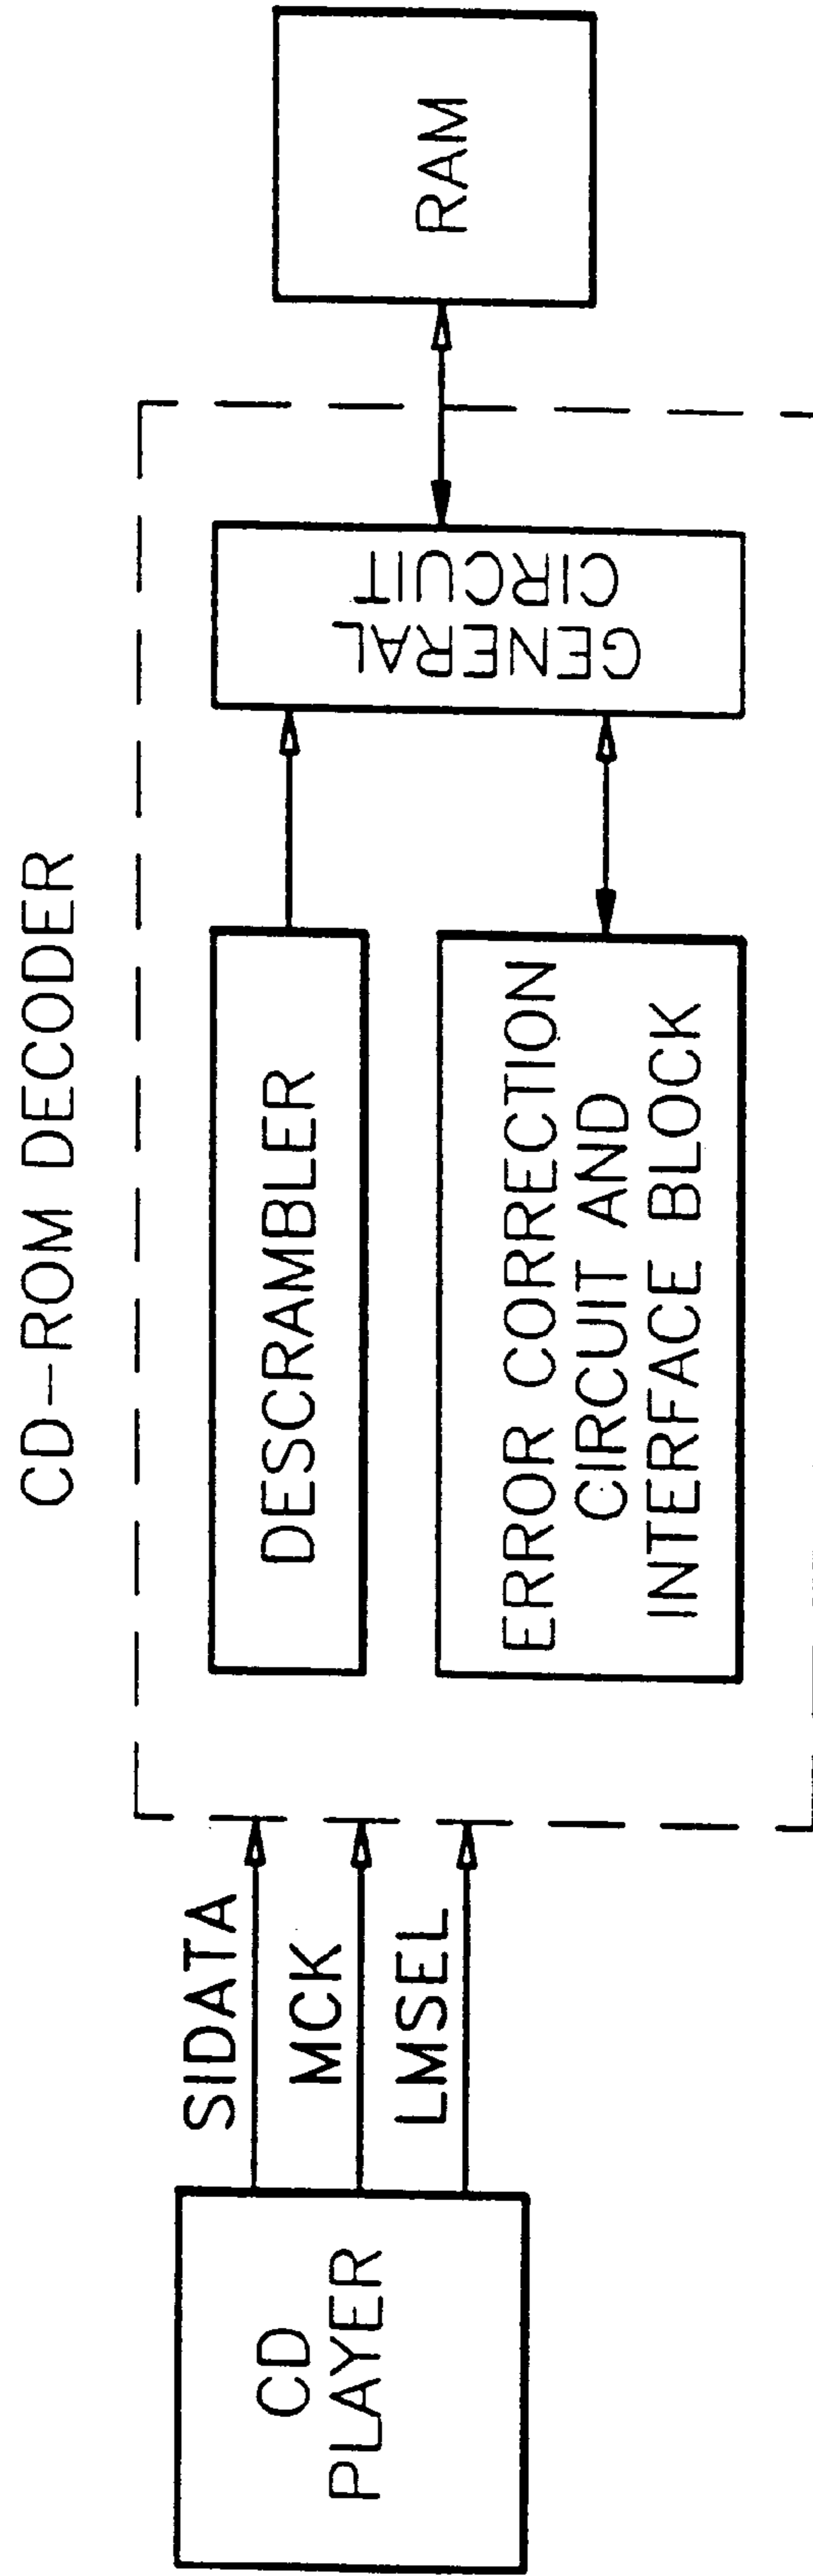 CD-ROM DECODER
CD
PLAYER
SIDATA
MCK
LMSEL
DESCRAMBLER
ERROR CORRECTION
CIRCUIT AND
INTERFACE BLOCK
GENERAL
CIRCUIT
RAM